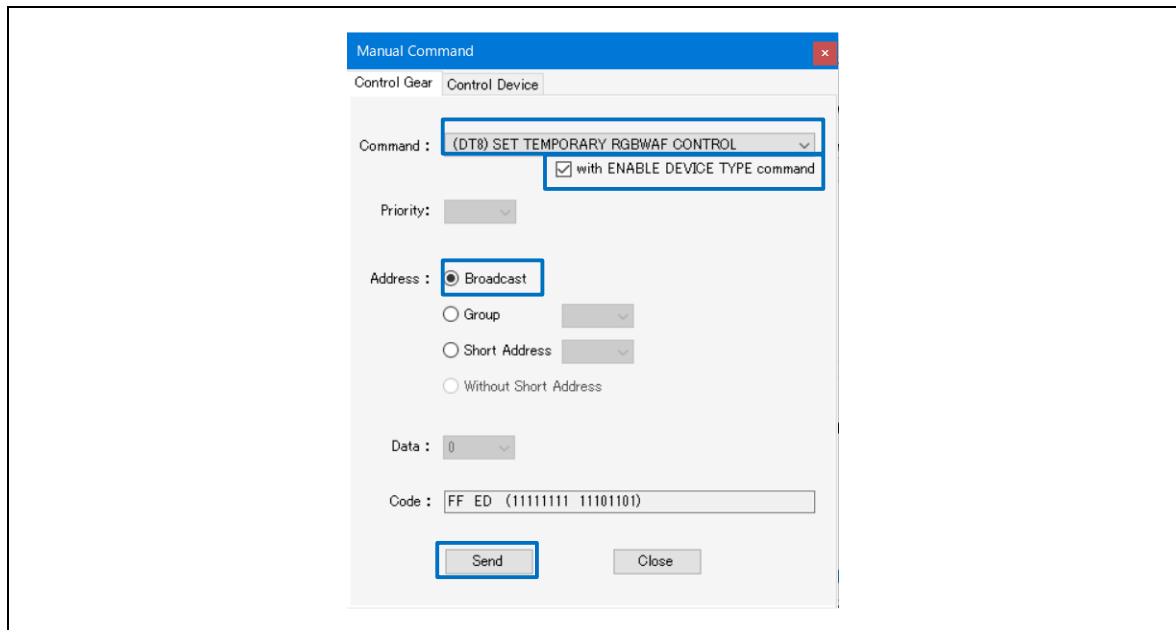 Manual Command
Control Gear Control Device
Command : (DT8) SET TEMPORARY RGBWAF CONTROL
with ENABLE DEVICE TYPE command
Priority:
Address : Broadcast
Group
Short Address
Without Short Address
Data : 0
Code : FF ED (11111111 11101101)
Send Close